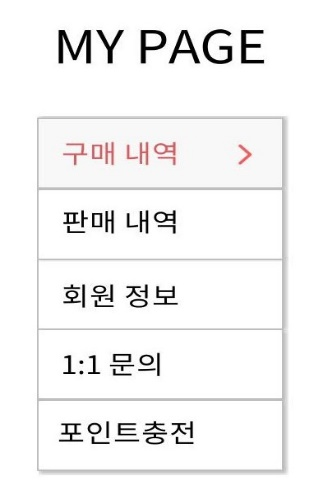 MY PAGE
구매 내역 >
판매 내역
회원 정보
1:1 문의
포인트충전